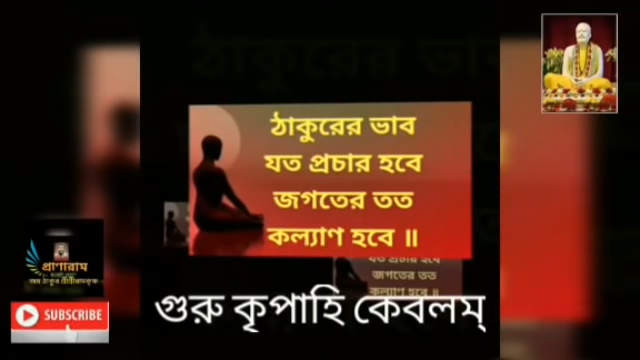 ঠাকুরের ভাব
যত প্রচার হবে
জগতের তত
কল্যাণ হবে ॥
যত প্রচার হবে
জগতের তত
কল্যাণ হবে ॥
গুরু কৃপাহি কেবলম্
প্রাণারাম
SUBSCRIBE